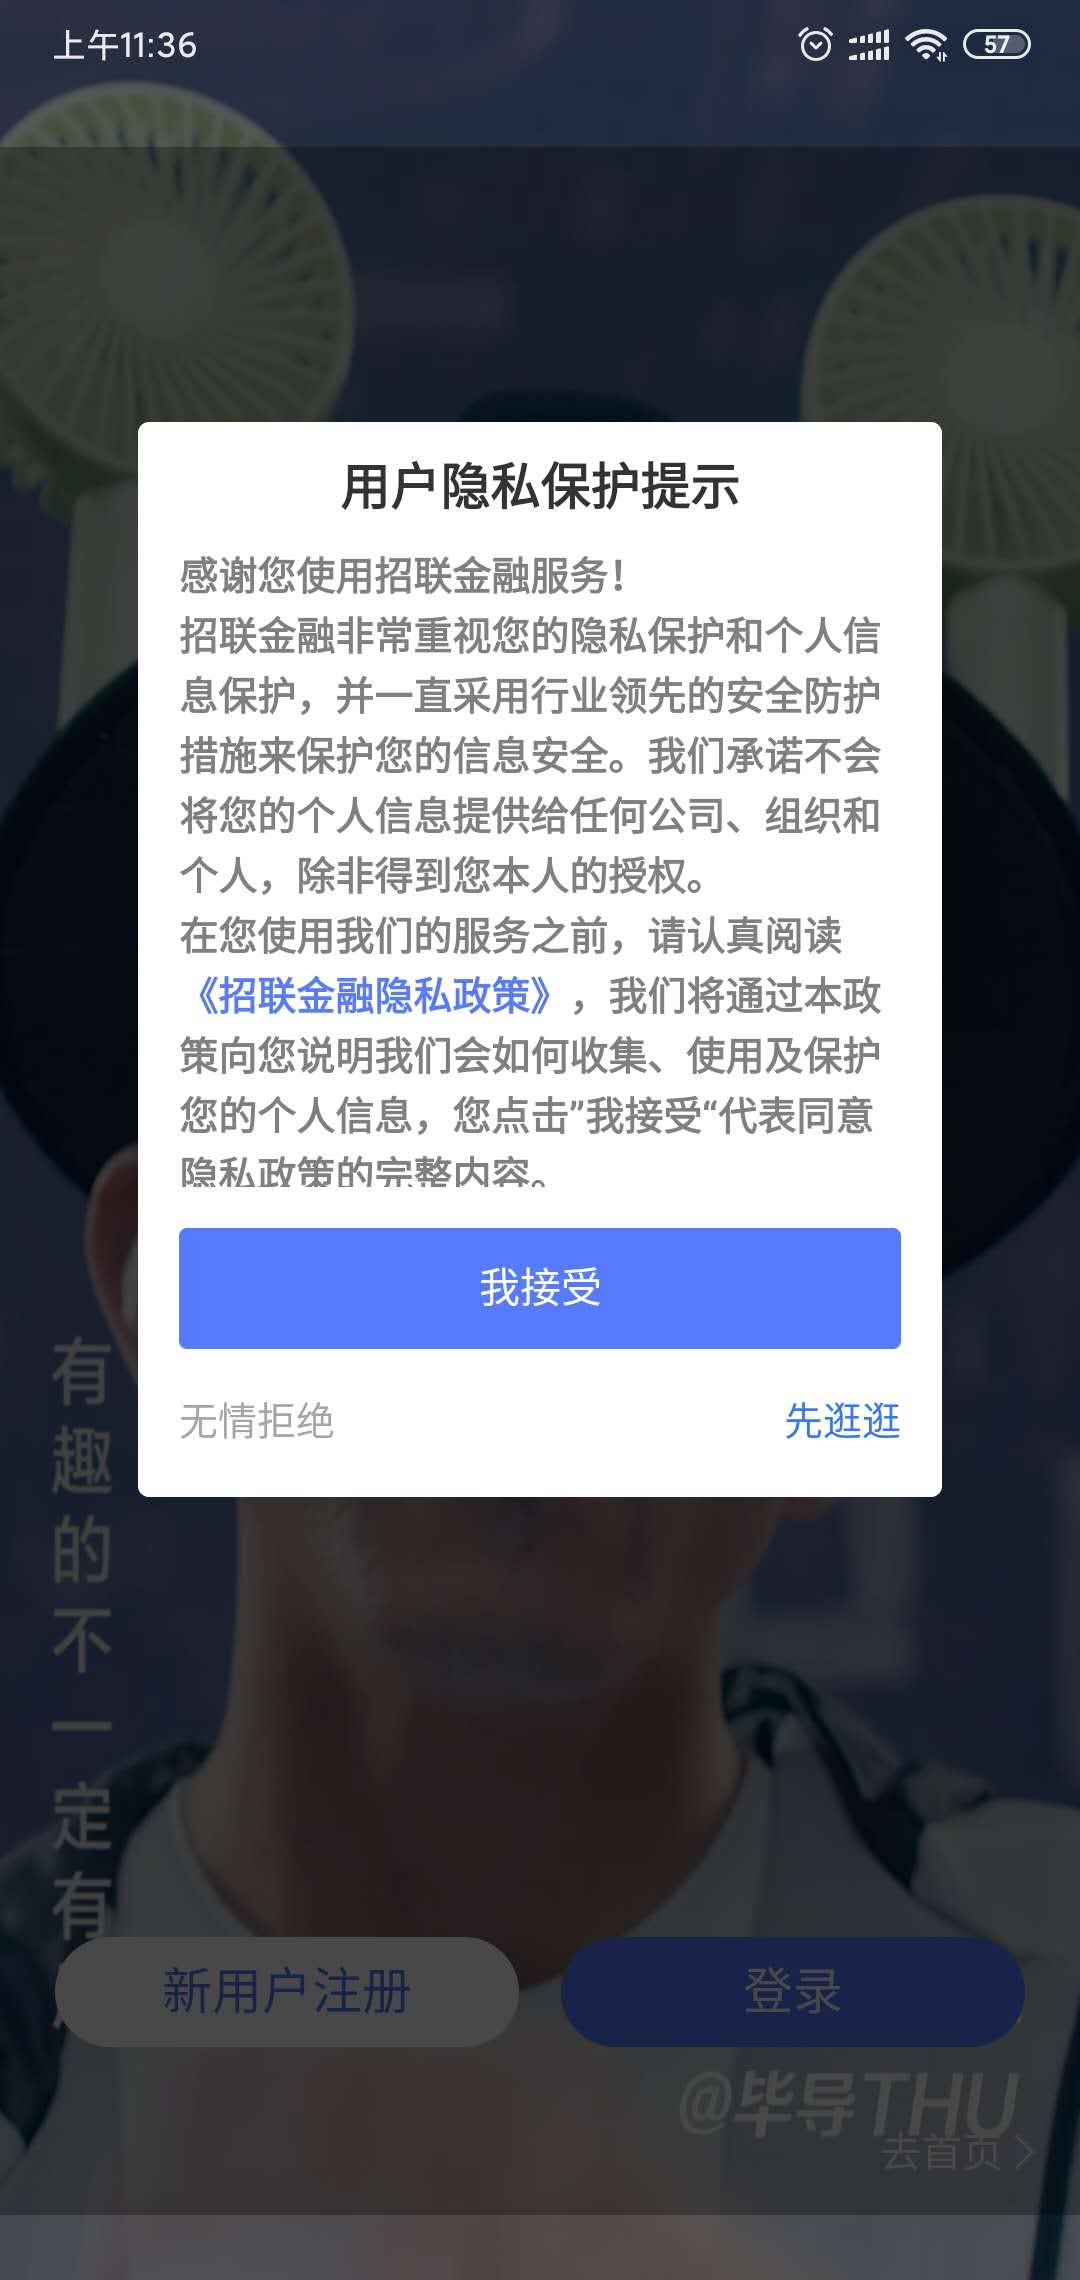 上午11:36
57
用户隐私保护提示
感谢您使用招联金融服务！
招联金融非常重视您的隐私保护和个人信
息保护，并一直采用行业领先的安全防护
措施来保护您的信息安全。我们承诺不会
将您的个人信息提供给任何公司、组织和
个人，除非得到您本人的授权。
在您使用我们的服务之前，请认真阅读
《招联金融隐私政策》，我们将通过本政
策向您说明我们会如何收集、使用及保护
您的个人信息，您点击”我接受“代表同意
隐私政策的完整内容。
我接受
无情拒绝
先逛逛
有趣的不一定有
新用户注册
登录
@毕导THU
去首页